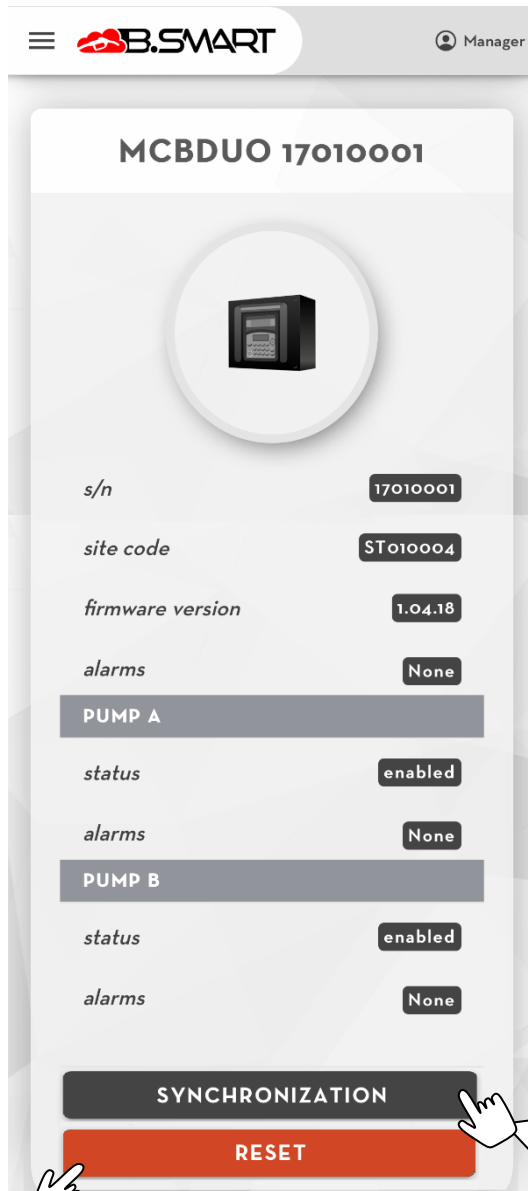 B.SMART
Manager
MCBDUO 17010001
s/n 17010001
site code ST010004
firmware version 1.04.18
alarms None
PUMP A
status enabled
alarms None
PUMP B
status enabled
alarms None
SYNCHRONIZATION
RESET